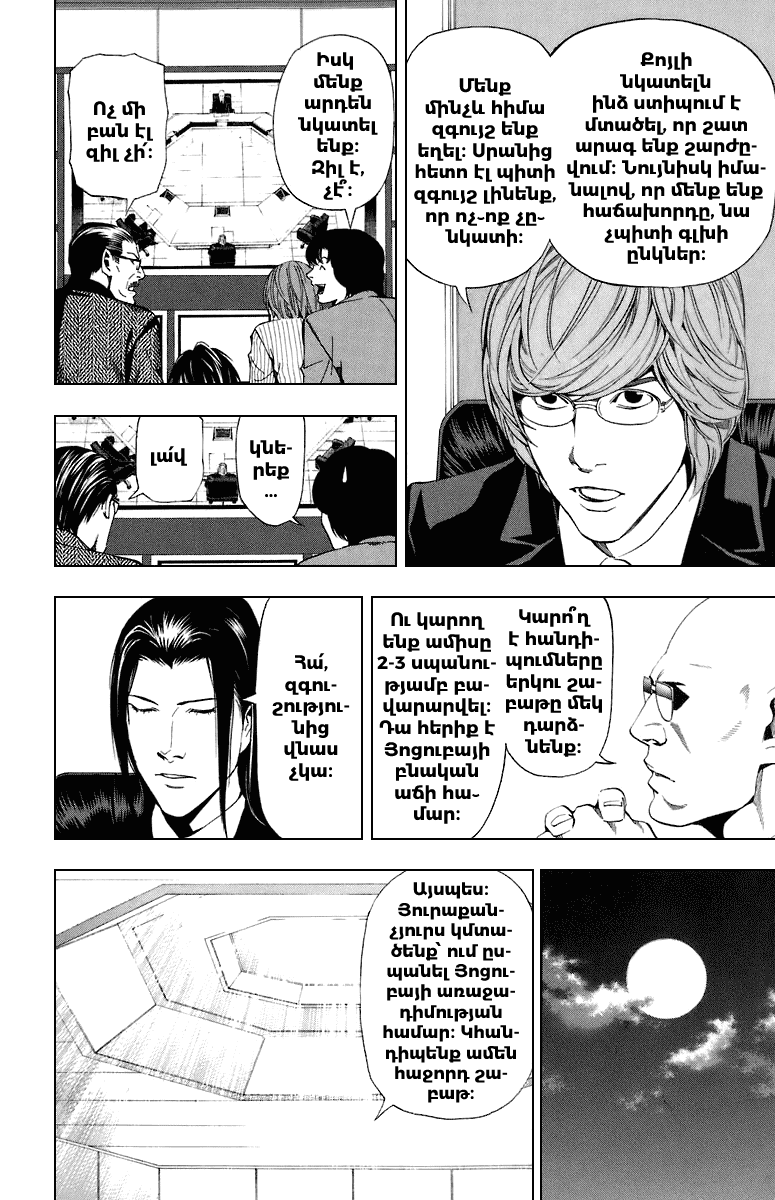 Քոյլի
նկատելն
ինձ ստիպում է
մտածել, որ շատ
արագ ենք շարժը-
վում։ Նույնիսկ իմա-
նալով, որ մենք ենք
հաճախորդը, նա
չպիտի գլխի
ընկներ։
Մենք
մինչև հիմա
զգույշ ենք
եղել։ Սրանից
հետո էլ պիտի
զգույշ լինենք,
որ ոչ-ոք չը-
նկատի։
Իսկ
մենք
արդեն
նկատել
ենք։
Զիլ է,
չէ՞։
Ոչ մի
բան էլ
զիլ չի՛։
կնե-
րեք
...
լա՛վ
Կարո՞ղ
է հանդի-
պումները
երկու շա-
բաթը մեկ
դարձ-
նենք։
Ու կարող
ենք ամիսը
2-3 սպանու-
թյամբ բա-
վարարվել։
Դա հերիք է
Յոցուբայի
բնական
աճի հա-
մար։
Հա՛,
զգու-
շությու-
նից
վնաս
չկա։
Այսպես։
Յուրաքան-
չյուրս կմտա-
ծենք՝ ում ըս-
պանել Յոցու-
բայի առաջա-
դիմության
համար։ Կհան-
դիպենք ամեն
հաջորդ շա-
բաթ։